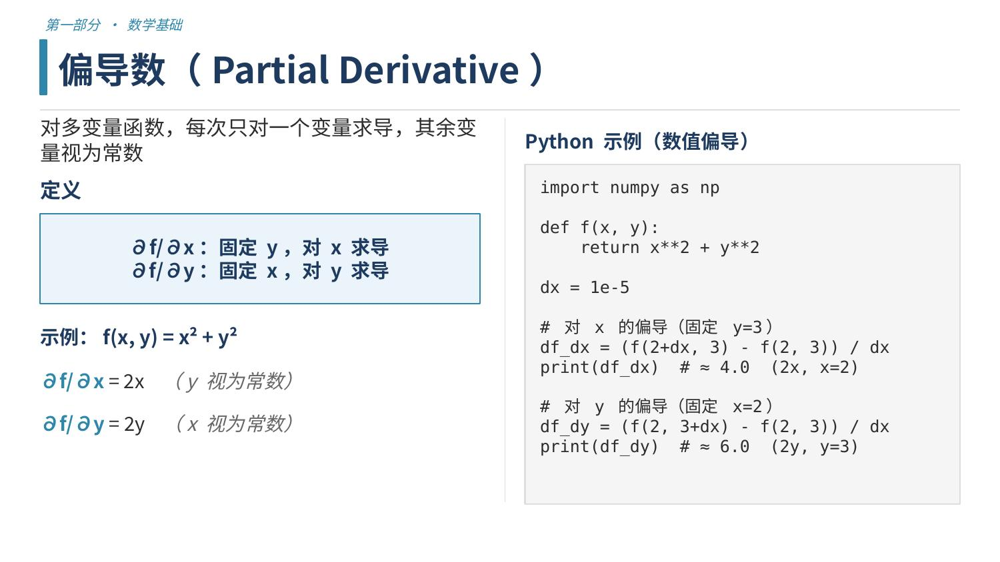 第一部分 · 数学基础
偏导数（Partial Derivative）
对多变量函数，每次只对一个变量求导，其余变
量视为常数
定义
∂f/∂x：固定 y，对 x 求导
∂f/∂y：固定 x，对 y 求导
示例： f(x, y) = x² + y²
∂f/∂x = 2x （y 视为常数）
∂f/∂y = 2y （x 视为常数）
Python 示例（数值偏导）
import numpy as np
def f(x, y):
    return x**2 + y**2
dx = 1e-5
# 对 x 的偏导（固定 y=3）
df_dx = (f(2+dx, 3) - f(2, 3)) / dx
print(df_dx)  # ≈ 4.0  (2x, x=2)
# 对 y 的偏导（固定 x=2）
df_dy = (f(2, 3+dx) - f(2, 3)) / dx
print(df_dy)  # ≈ 6.0  (2y, y=3)